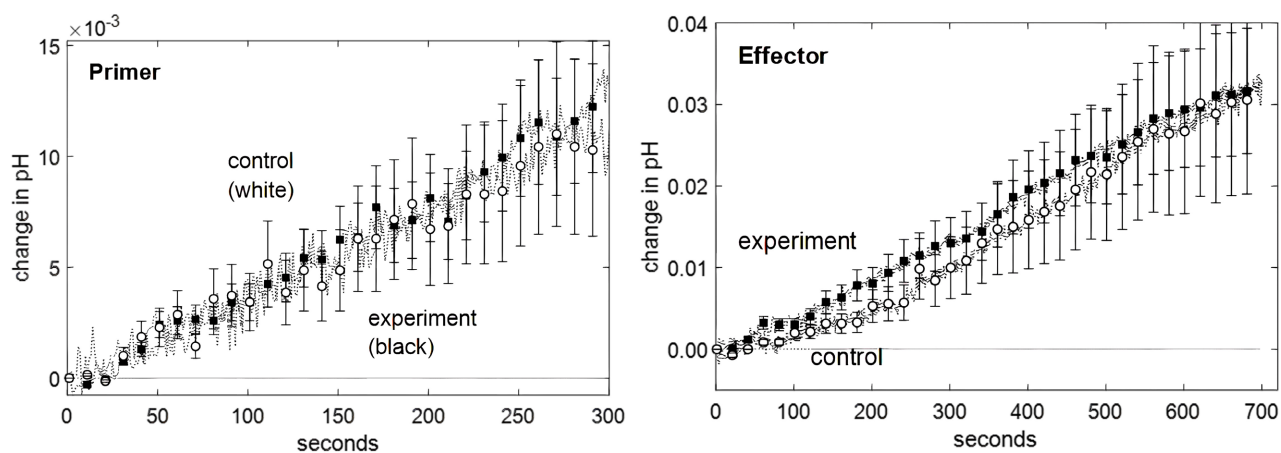 ×10⁻³
15
10
5
0
change in pH
Primer
control
(white)
experiment
(black)
0 50 100 150 200 250 300
seconds
0.04
0.03
0.02
0.01
0.00
change in pH
Effector
experiment
control
0 100 200 300 400 500 600 700
seconds